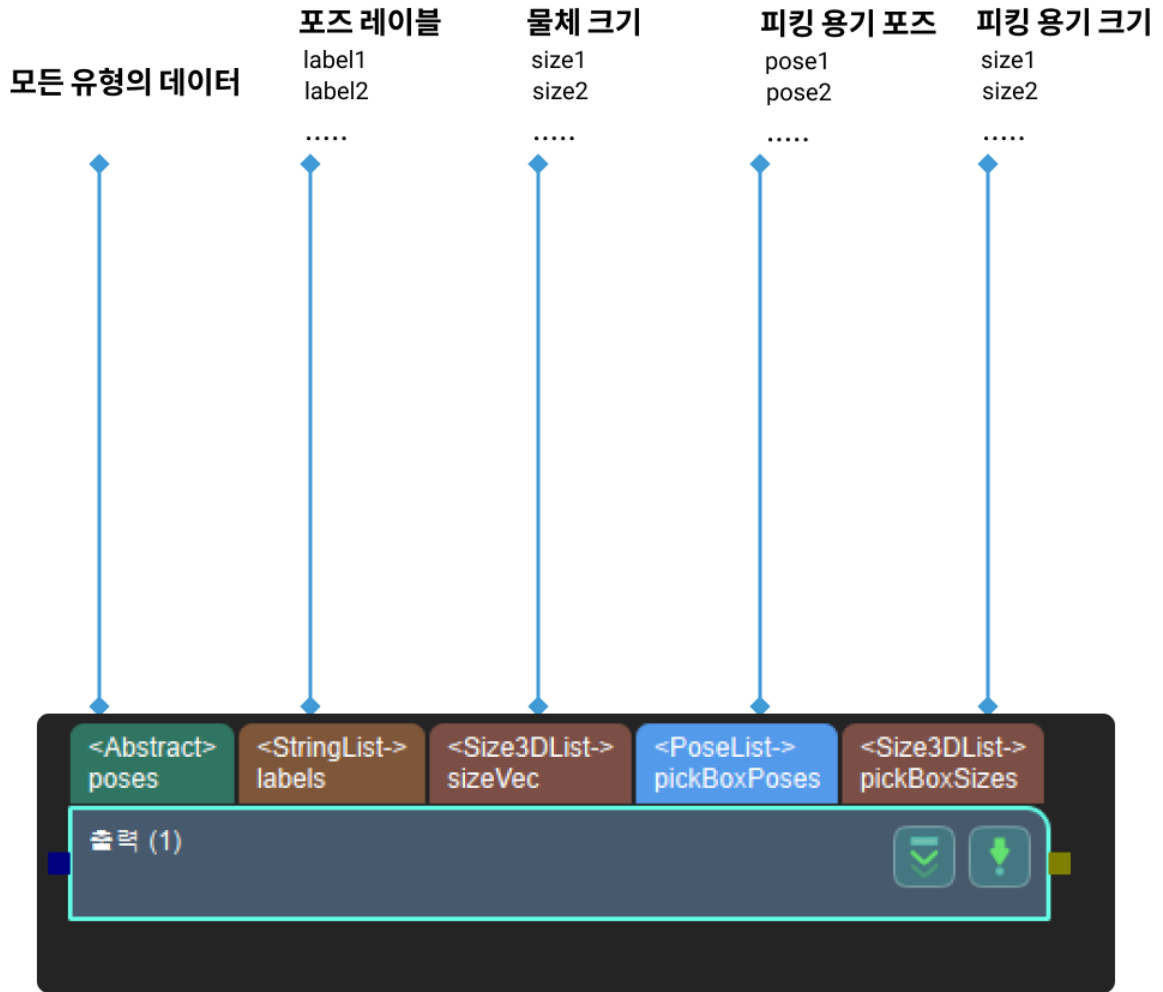 모든 유형의 데이터
포즈 레이블
label1
label2
.....
물체 크기
size1
size2
.....
피킹 용기 포즈
pose1
pose2
.....
피킹 용기 크기
size1
size2
.....
<Abstract>
poses
<StringList->
labels
<Size3DList->
sizeVec
<PoseList->
pickBoxPoses
<Size3DList->
pickBoxSizes
출력 (1)